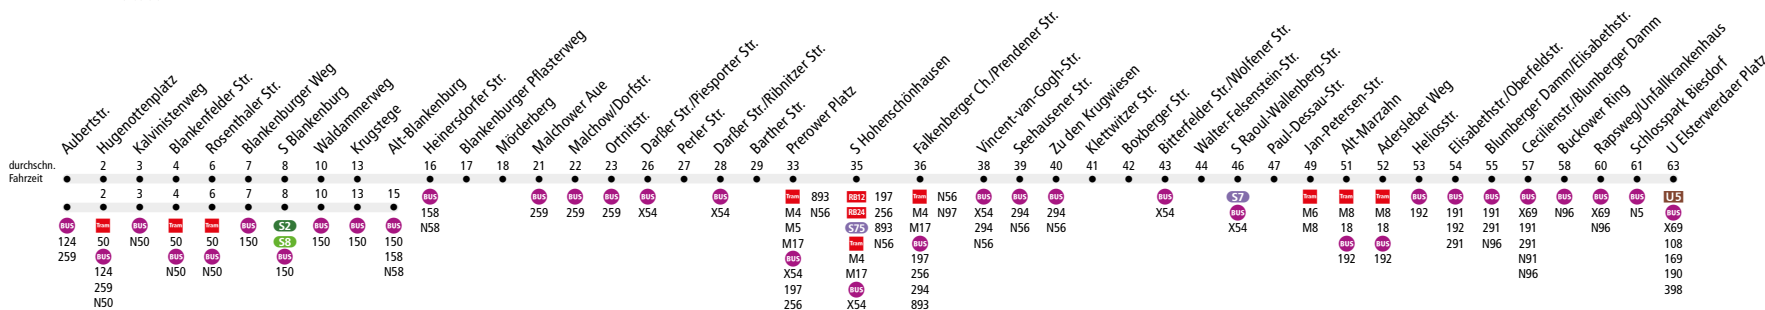 Aubertstr.
Hugenottenplatz
Kalvinistenweg
Blankenfelder Str.
Rosenthaler Str.
Blankenburger Weg
S Blankenburg
Waldammerweg
Krugstege
Alt-Blankenburg
Heinersdorfer Str.
Blankenburger Pflasterweg
Mörderberg
Malchower Aue
Malchow/Dorfstr.
Ortnitstr.
Darßer Str./Piesporter Str.
Perler Str.
Darßer Str./Ribnitzer Str.
Barther Str.
Prerower Platz
S Hohenschönhausen
Falkenberger Ch./Prendener Str.
Vincent-van-Gogh-Str.
Seehausener Str.
Zu den Krugwiesen
Klettwitzer Str.
Boxberger Str.
Bitterfelder Str./Wolfener Str.
Walter-Felsenstein-Str.
S Raoul-Wallenberg-Str.
Paul-Dessau-Str.
Jan-Petersen-Str.
Alt-Marzahn
Adersleber Weg
Heliosstr.
Elisabethstr./Oberfeldstr.
Blumberger Damm/Elisabethstr.
Cecilienstr./Blumberger Damm
Buckower Ring
Rapsweg/Unfallkrankenhaus
Schlosspark Biesdorf
U Elsterwerdaer Platz
durchschn. 2 3 4 6 7 8 10 13 16 17 18 21 22 23 26 27 28 29 33 35 36 38 39 40 41 42 43 44 46 47 49 51 52 53 54 55 57 58 60 61 63
Fahrzeit
2 3 4 6 7 8 10 13 15
BUS
124
259
Tram
50
BUS
124
259
N50
BUS
N50
Tram
50
BUS
N50
Tram
50
BUS
N50
BUS
150
S2
S8
BUS
150
BUS
150
BUS
150
BUS
150
158
N58
BUS
158
N58
BUS
259
BUS
259
BUS
259
BUS
X54
BUS
X54
Tram 893
M4 N56
M5
M17
BUS
X54
197
256
RB12 197
RB24 256
S75 893
Tram N56
M4
M17
BUS
X54
Tram N56
M4 N97
M17
BUS
197
256
294
893
BUS
X54
294
N56
BUS
294
N56
BUS
294
N56
BUS
X54
S7
BUS
X54
Tram
M6
M8
Tram
M8
18
BUS
192
Tram
M8
18
BUS
192
BUS
192
BUS
191
192
291
BUS
191
291
N96
BUS
X69
191
291
N91
N96
BUS
N96
BUS
X69
N96
BUS
N5
U5
BUS
X69
108
169
190
398